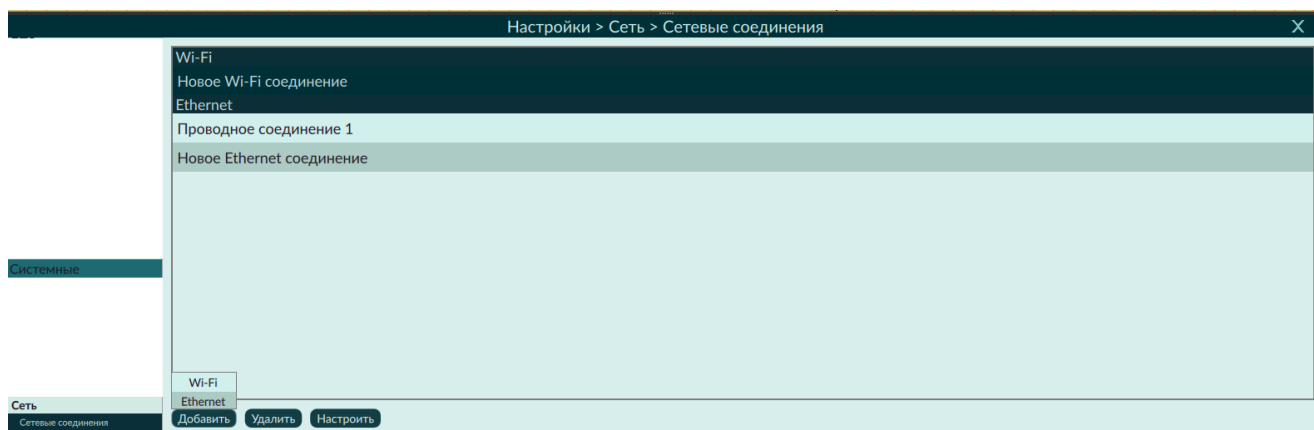 Настройки > Сеть > Сетевые соединения X
Wi-Fi
Новое Wi-Fi соединение
Ethernet
Проводное соединение 1
Новое Ethernet соединение
Системные
Wi-Fi
Ethernet
Сеть
Сетевые соединения
Добавить Удалить Настроить